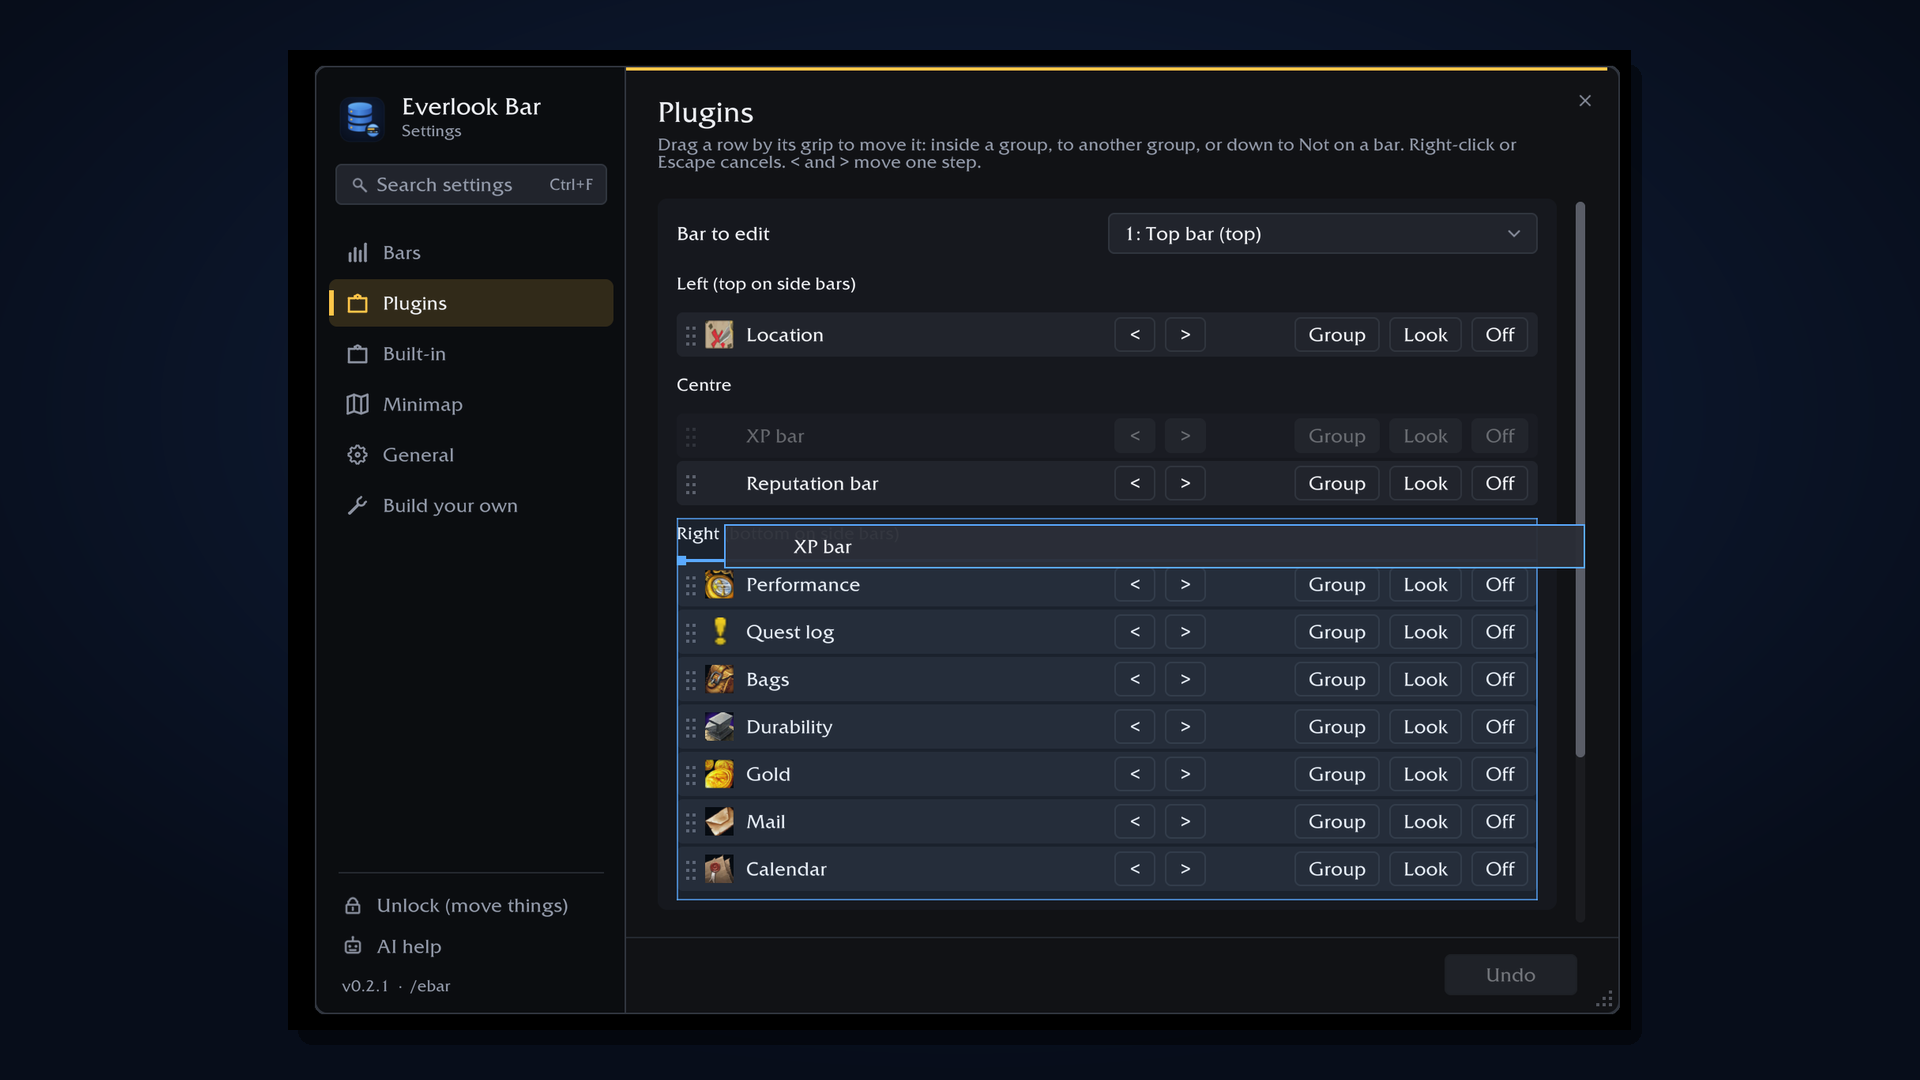 Everlook Bar
Settings
Search settings Ctrl+F
Bars
Plugins
Built-in
Minimap
General
Build your own
Unlock (move things)
AI help
v0.2.1 · /ebar
Plugins
Drag a row by its grip to move it: inside a group, to another group, or down to Not on a bar. Right-click or
Escape cancels. < and > move one step.
Bar to edit 1: Top bar (top)
Left (top on side bars)
Location < > Group Look Off
Centre
XP bar < > Group Look Off
Reputation bar < > Group Look Off
Right (bottom on side bars)
XP bar
Performance < > Group Look Off
Quest log < > Group Look Off
Bags < > Group Look Off
Durability < > Group Look Off
Gold < > Group Look Off
Mail < > Group Look Off
Calendar < > Group Look Off
Undo